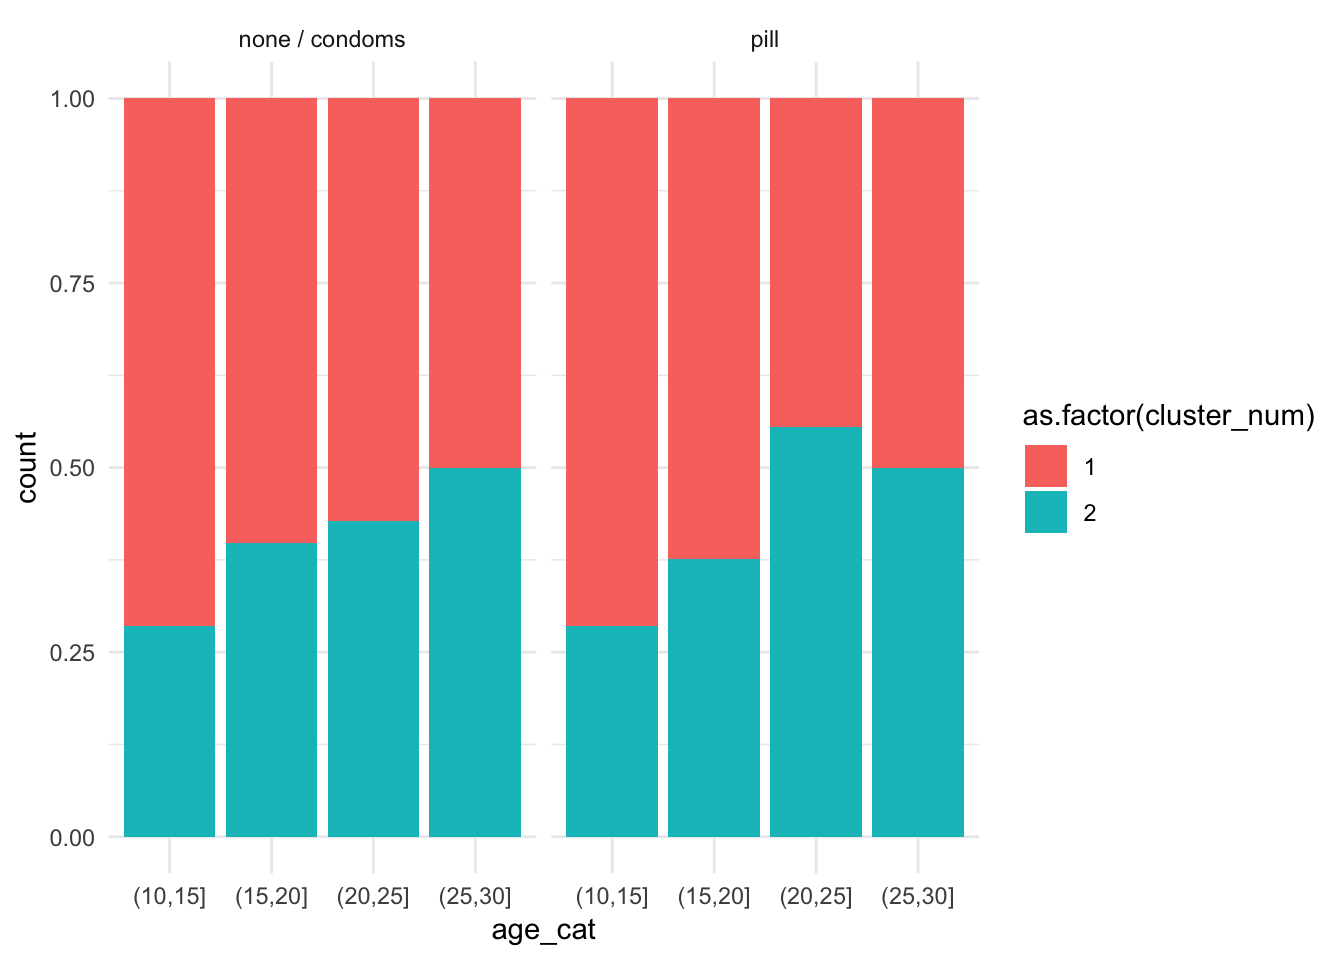 none / condoms
pill
1.00
0.75
0.50
0.25
0.00
count
(10,15] (15,20] (20,25] (25,30]
(10,15] (15,20] (20,25] (25,30]
age_cat
as.factor(cluster_num)
1
2